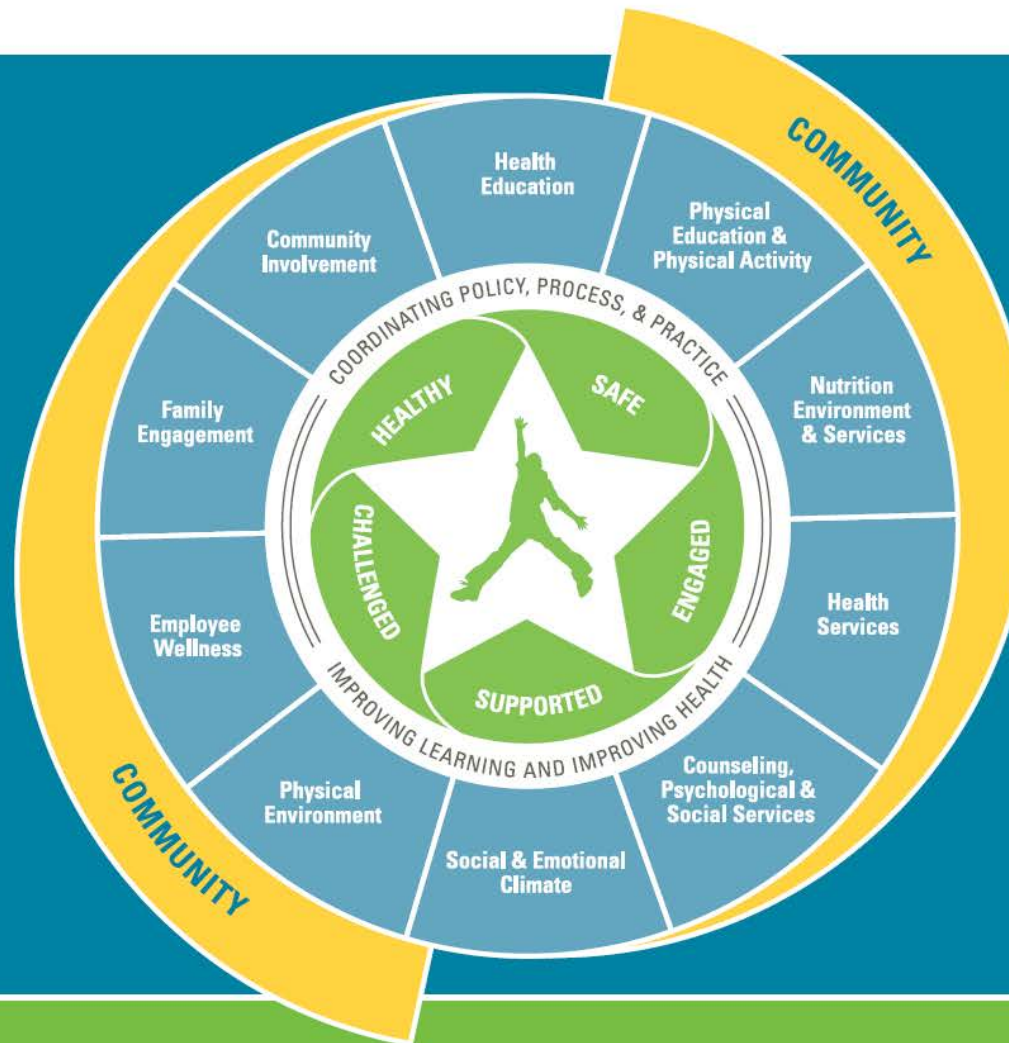 COMMUNITY
Health
Education
Physical
Education &
Physical Activity
Nutrition
Environment
& Services
Health
Services
Counseling,
Psychological &
Social Services
Social & Emotional
Climate
Physical
Environment
Employee
Wellness
Family
Engagement
Community
Involvement
COORDINATING POLICY, PROCESS, & PRACTICE
IMPROVING LEARNING AND IMPROVING HEALTH
HEALTHY
SAFE
ENGAGED
SUPPORTED
CHALLENGED
COMMUNITY